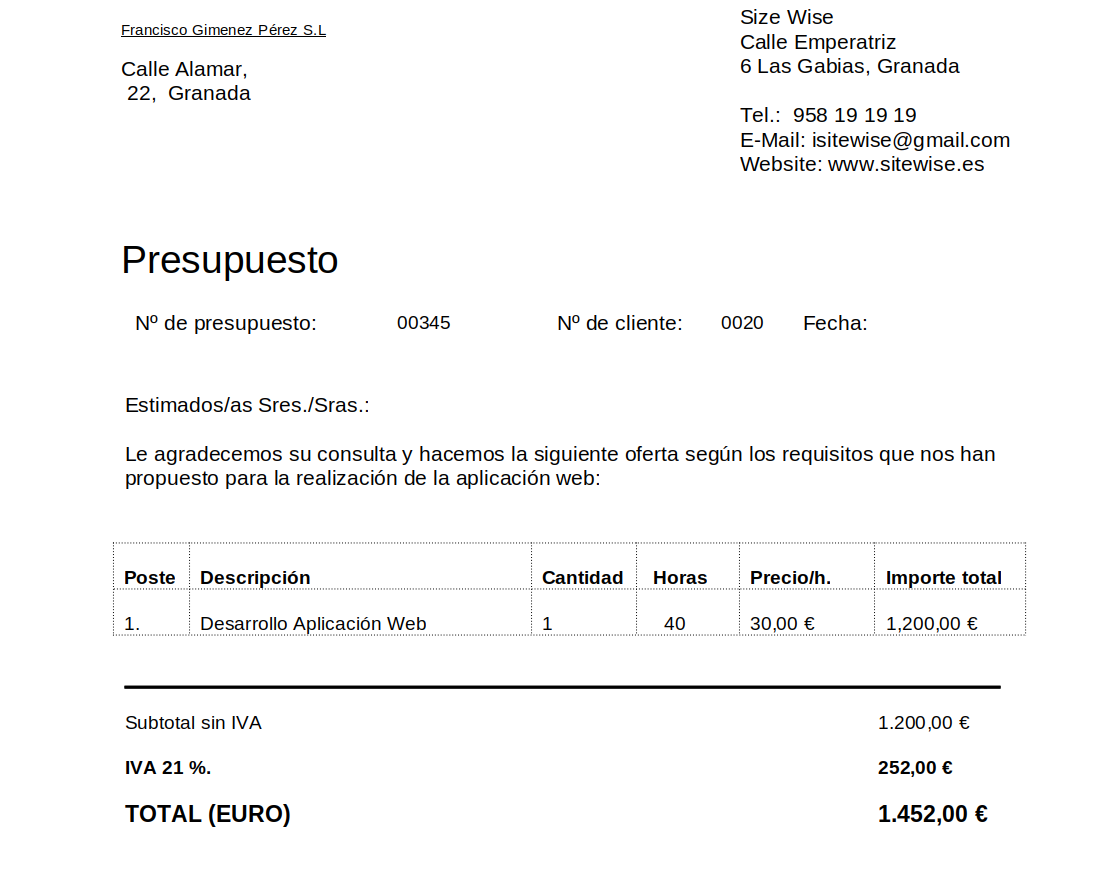 Francisco Gimenez Pérez S.L
Calle Alamar,
22, Granada
Size Wise
Calle Emperatriz
6 Las Gabias, Granada
Tel.: 958 19 19 19
E-Mail: isitewise@gmail.com
Website: www.sitewise.es
Presupuesto
Nº de presupuesto: 00345 Nº de cliente: 0020 Fecha:
Estimados/as Sres./Sras.:
Le agradecemos su consulta y hacemos la siguiente oferta según los requisitos que nos han
propuesto para la realización de la aplicación web:
Poste Descripción Cantidad Horas Precio/h. Importe total
1. Desarrollo Aplicación Web 1 40 30,00 € 1,200,00 €
Subtotal sin IVA 1.200,00 €
IVA 21 %. 252,00 €
TOTAL (EURO) 1.452,00 €